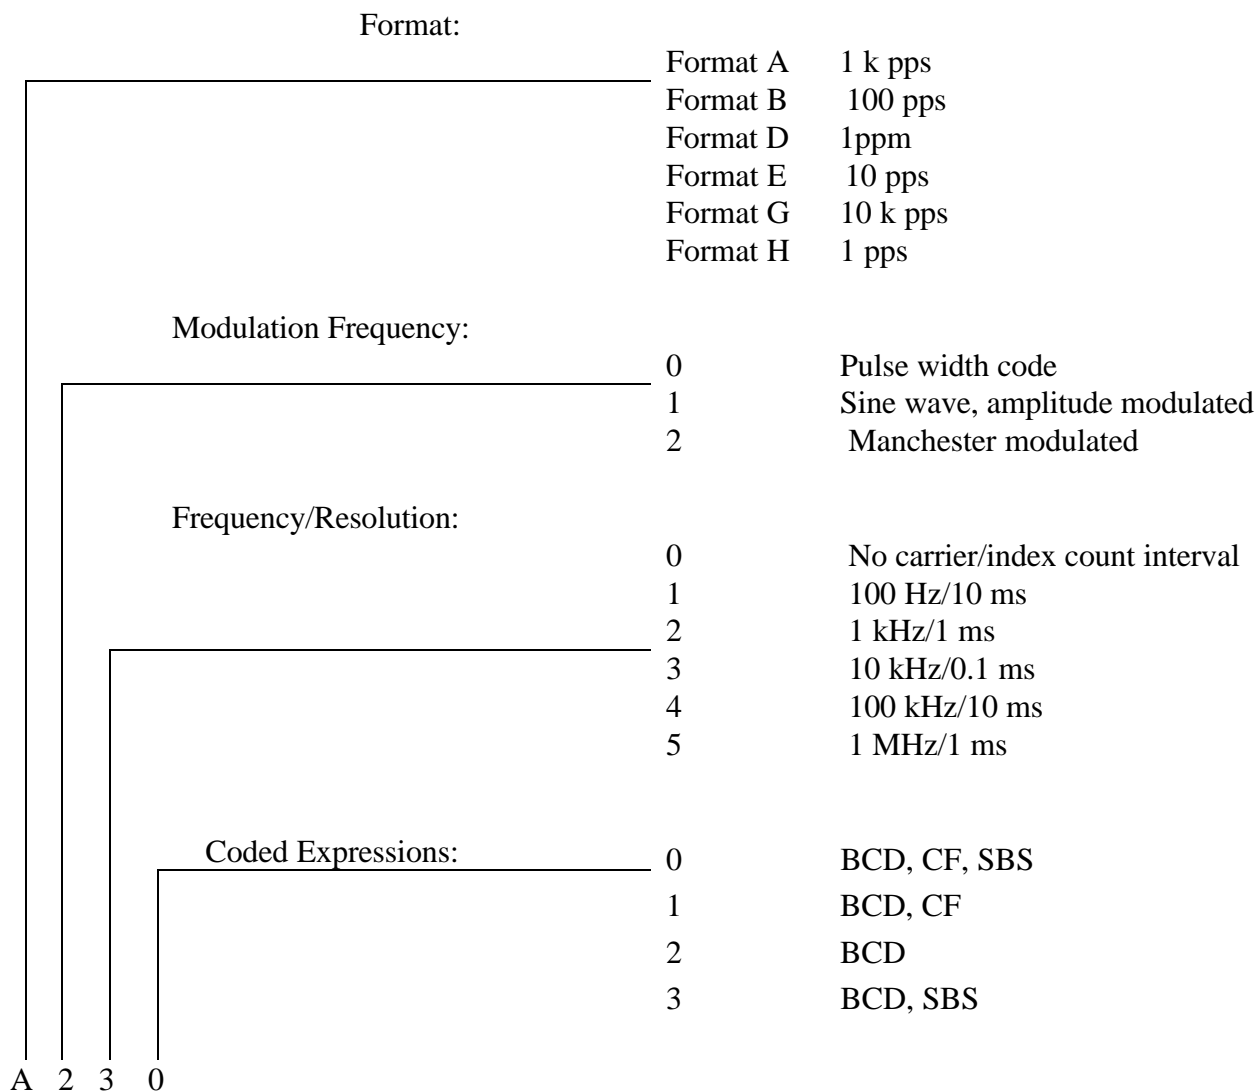 Format:
Format A 1 k pps
Format B 100 pps
Format D 1ppm
Format E 10 pps
Format G 10 k pps
Format H 1 pps
Modulation Frequency:
0 Pulse width code
1 Sine wave, amplitude modulated
2 Manchester modulated
Frequency/Resolution:
0 No carrier/index count interval
1 100 Hz/10 ms
2 1 kHz/1 ms
3 10 kHz/0.1 ms
4 100 kHz/10 ms
5 1 MHz/1 ms
Coded Expressions:
0 BCD, CF, SBS
1 BCD, CF
2 BCD
3 BCD, SBS
A 2 3 0